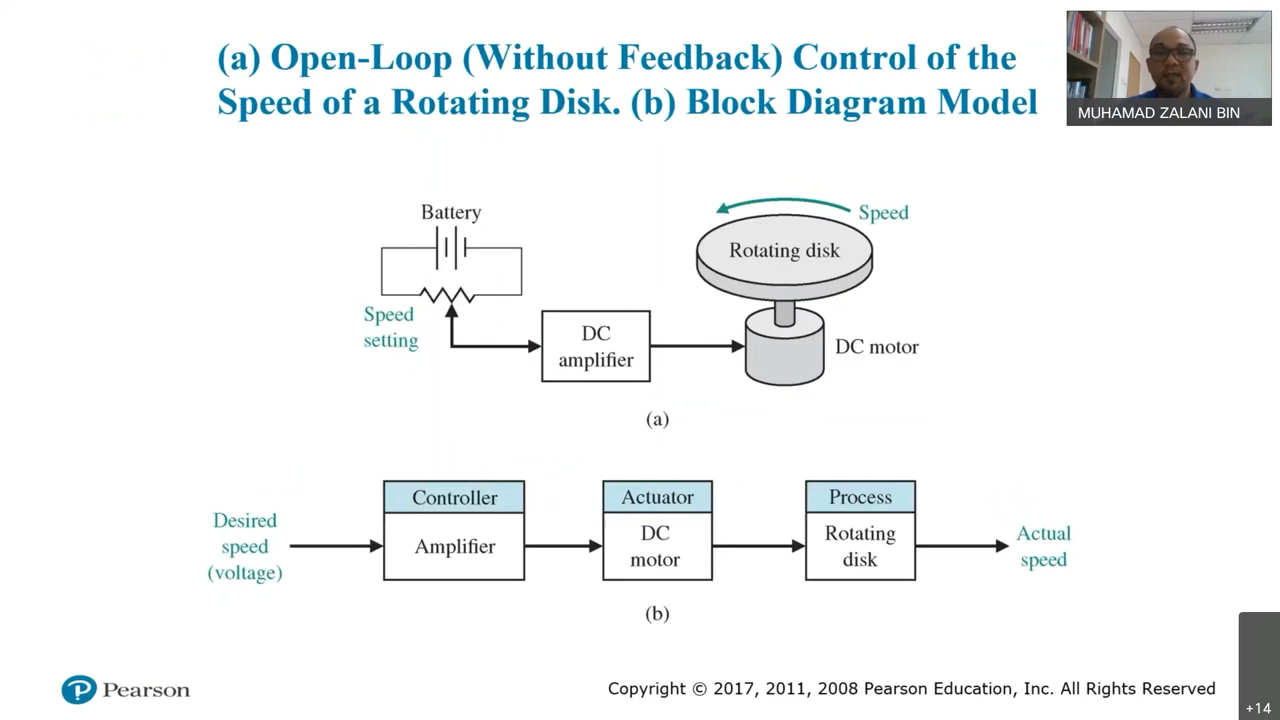 (a) Open-Loop (Without Feedback) Control of the
Speed of a Rotating Disk. (b) Block Diagram Model
MUHAMAD ZALANI BIN
Battery
Speed
Rotating disk
Speed
setting
DC
amplifier
DC motor
(a)
Controller
Actuator
Process
Desired
speed
(voltage)
Amplifier
DC
motor
Rotating
disk
Actual
speed
(b)
Pearson
Copyright © 2017, 2011, 2008 Pearson Education, Inc. All Rights Reserved
+14